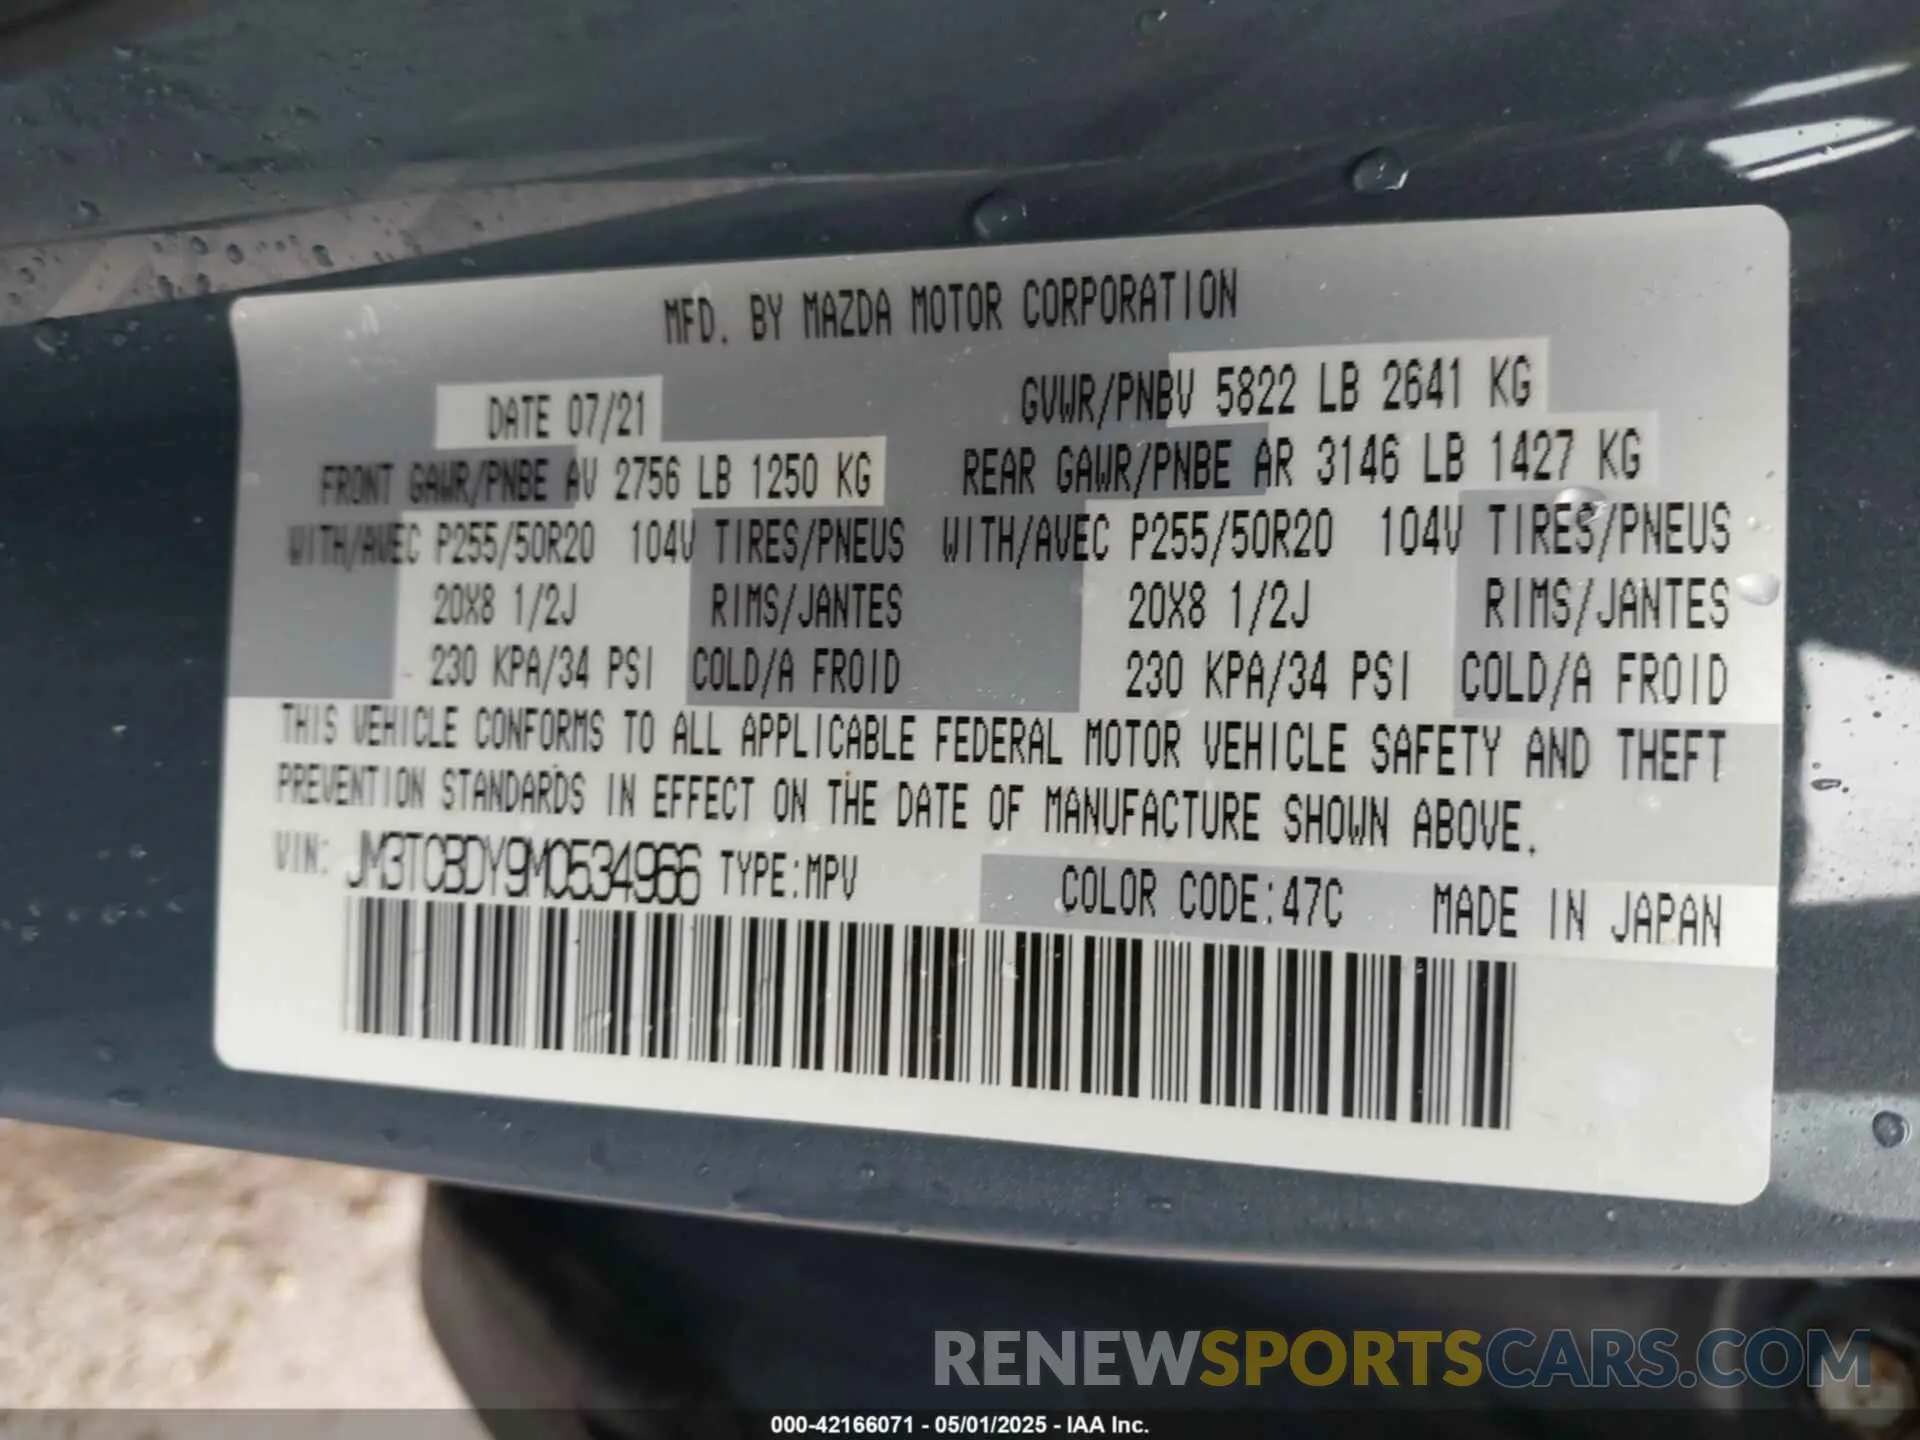 MFD. BY MAZDA MOTOR CORPORATION
DATE 07/21 GVWR/PNBV 5822 LB 2641 KG
FRONT GAWR/PNBE AV 2756 LB 1250 KG REAR GAWR/PNBE AR 3146 LB 1427 KG
WITH/AVEC P255/50R20 104V TIRES/PNEUS WITH/AVEC P255/50R20 104V TIRES/PNEUS
20X8 1/2J RIMS/JANTES 20X8 1/2J RIMS/JANTES
230 KPA/34 PSI COLD/A FROID 230 KPA/34 PSI COLD/A FROID
THIS VEHICLE CONFORMS TO ALL APPLICABLE FEDERAL MOTOR VEHICLE SAFETY AND THEFT
PREVENTION STANDARDS IN EFFECT ON THE DATE OF MANUFACTURE SHOWN ABOVE.
VIN: JM3TCBDY9M0534966 TYPE:MPV COLOR CODE:47C MADE IN JAPAN
RENEWSPORTSCARS.COM
000-42166071 - 05/01/2025 - IAA Inc.